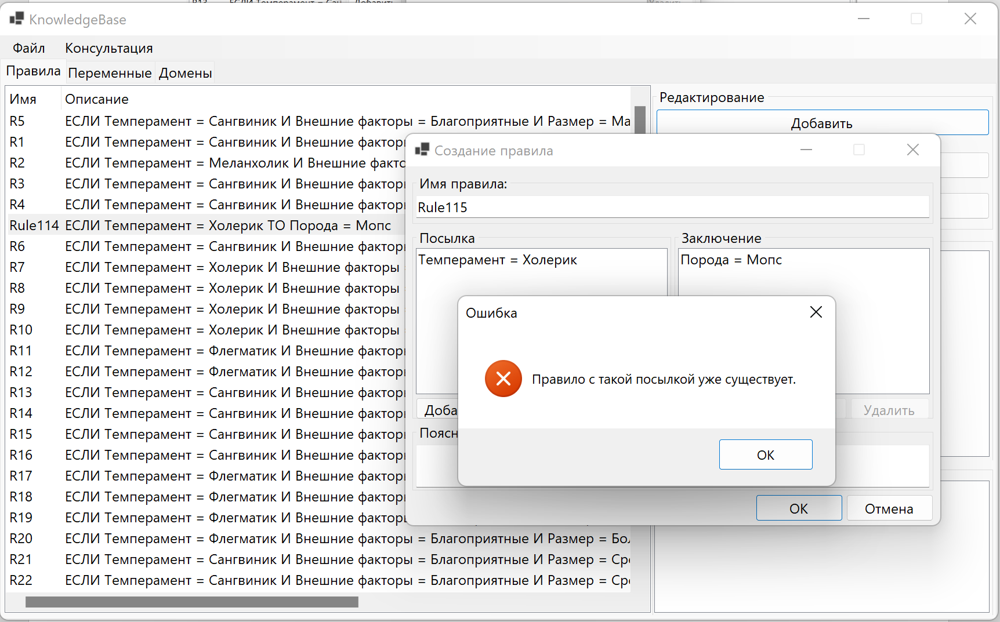 KnowledgeBase
Файл Консультация
Правила Переменные Домены
Имя Описание
R5 ЕСЛИ Темперамент = Сангвиник И Внешние факторы = Благоприятные И Размер = Ма
R1 ЕСЛИ Темперамент = Сангвиник И Внешние фактор
R2 ЕСЛИ Темперамент = Меланхолик И Внешние факто
R3 ЕСЛИ Темперамент = Сангвиник И Внешние фактор
R4 ЕСЛИ Темперамент = Сангвиник И Внешние фактор
Rule114 ЕСЛИ Темперамент = Холерик ТО Порода = Мопс
R6 ЕСЛИ Темперамент = Сангвиник И Внешние фактор
R7 ЕСЛИ Темперамент = Холерик И Внешние факторы
R8 ЕСЛИ Темперамент = Холерик И Внешние факторы
R9 ЕСЛИ Темперамент = Холерик И Внешние факторы
R10 ЕСЛИ Темперамент = Холерик И Внешние факторы
R11 ЕСЛИ Темперамент = Флегматик И Внешние фактор
R12 ЕСЛИ Темперамент = Флегматик И Внешние фактор
R13 ЕСЛИ Темперамент = Сангвиник И Внешние фактор
R14 ЕСЛИ Темперамент = Сангвиник И Внешние фактор
R15 ЕСЛИ Темперамент = Сангвиник И Внешние фактор
R16 ЕСЛИ Темперамент = Сангвиник И Внешние фактор
R17 ЕСЛИ Темперамент = Флегматик И Внешние фактор
R18 ЕСЛИ Темперамент = Флегматик И Внешние фактор
R19 ЕСЛИ Темперамент = Флегматик И Внешние фактор
R20 ЕСЛИ Темперамент = Флегматик И Внешние факторы = Благоприятные И Размер = Бол
R21 ЕСЛИ Темперамент = Сангвиник И Внешние факторы = Благоприятные И Размер = Сре
R22 ЕСЛИ Темперамент = Сангвиник И Внешние факторы = Благоприятные И Размер = Сре
Редактирование
Добавить
Создание правила
Имя правила:
Rule115
Посылка
Темперамент = Холерик
Заключение
Порода = Мопс
Доба
Удалить
Поясн
Ошибка
Правило с такой посылкой уже существует.
ОК
ОК
Отмена